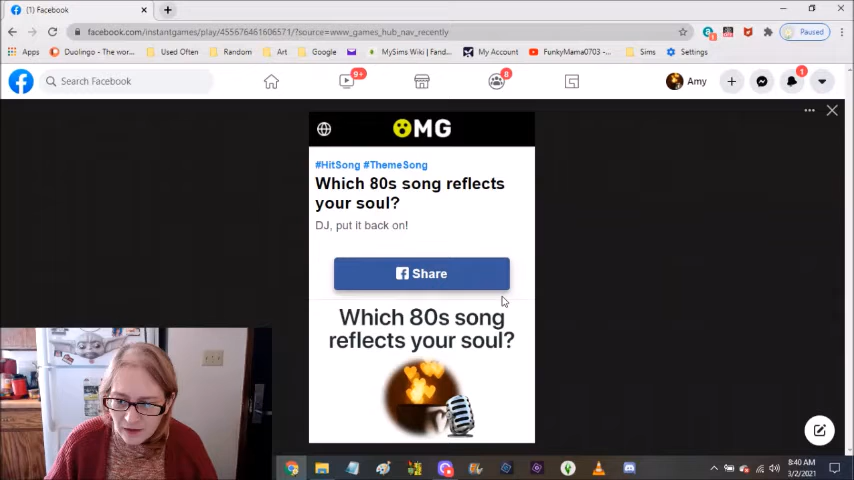 (1) Facebook
facebook.com/instantgames/play/455676461606571/?source=www_games_hub_nav_recently
Paused
Apps
Duolingo - The wor...
Used Often
Random
Art
Google
MySims Wiki | Fand...
My Account
FunkyMama0703 -...
Sims
Settings
Search Facebook
9+
8
Amy
1
OMG
#HitSong #ThemeSong
Which 80s song reflects
your soul?
DJ, put it back on!
Share
Which 80s song
reflects your soul?
8:40 AM
3/2/2021